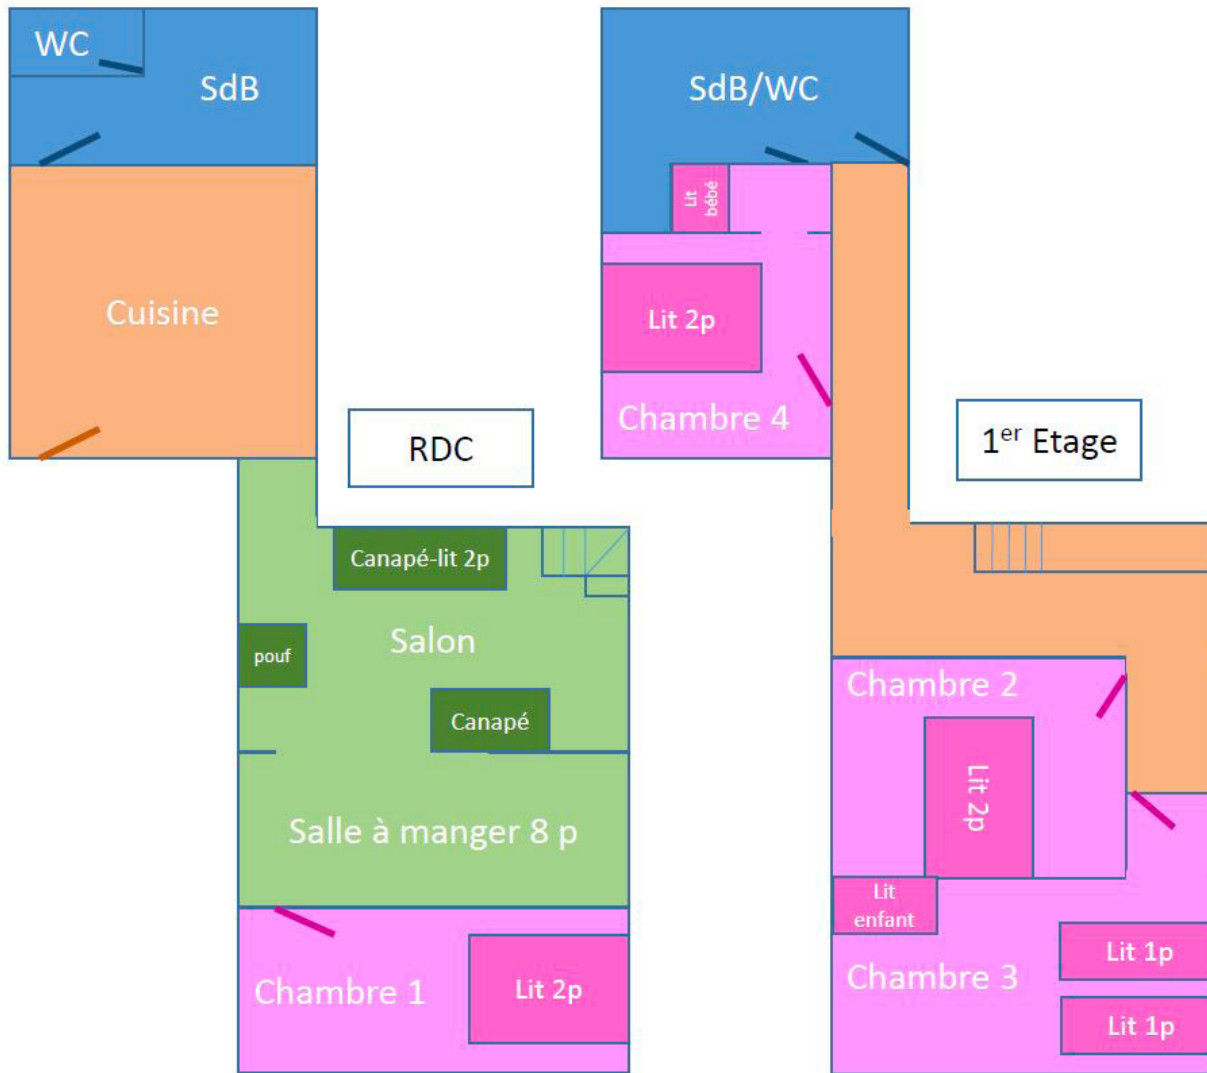 WC
SdB
Cuisine
RDC
Canapé-lit 2p
Salon
pouf
Canapé
Salle à manger 8 p
Chambre 1
Lit 2p
SdB/WC
Lit
bébé
Lit 2p
Chambre 4
1er Etage
Chambre 2
Lit 2p
Lit
enfant
Chambre 3
Lit 1p
Lit 1p